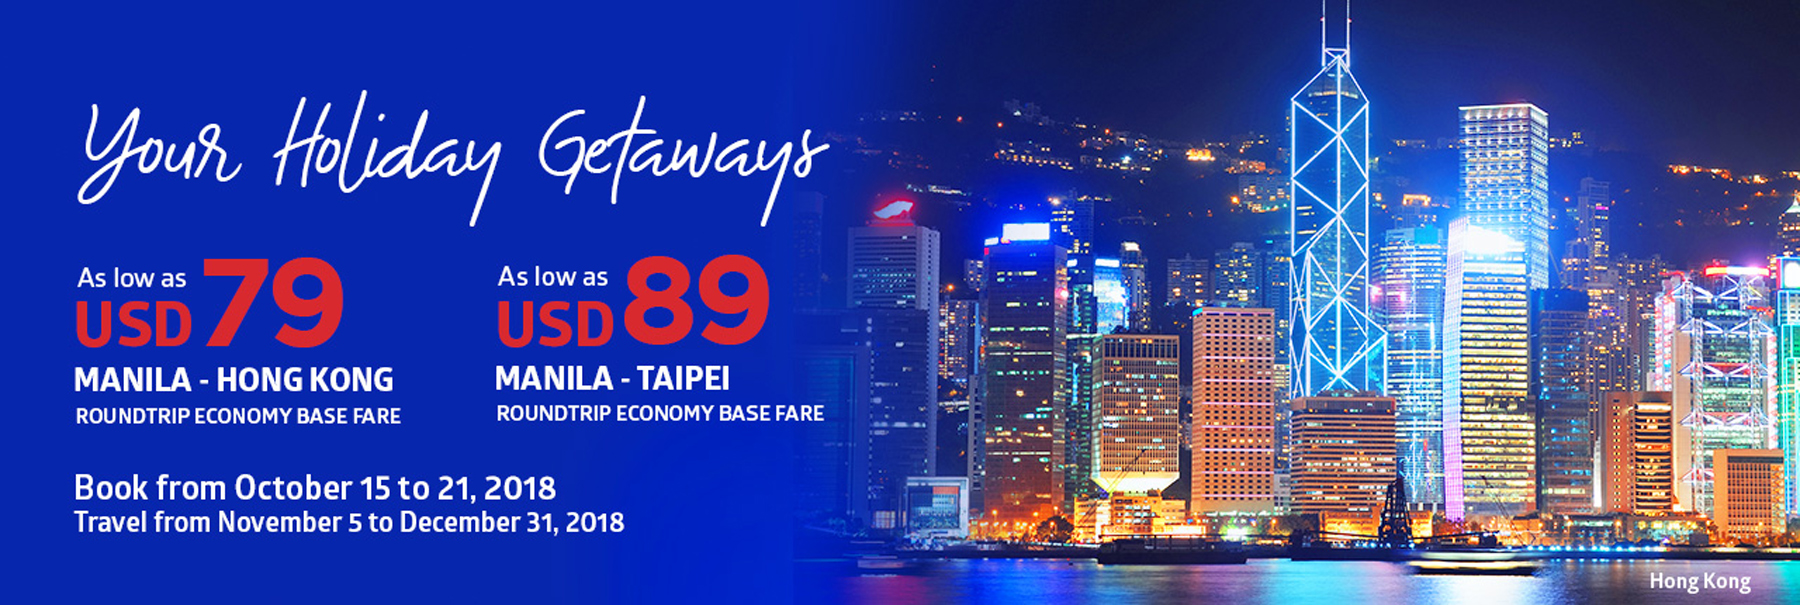 Your Holiday Getaways
As low as
USD 79
MANILA - HONG KONG
ROUNDTRIP ECONOMY BASE FARE
As low as
USD 89
MANILA - TAIPEI
ROUNDTRIP ECONOMY BASE FARE
Book from October 15 to 21, 2018
Travel from November 5 to December 31, 2018
Hong Kong